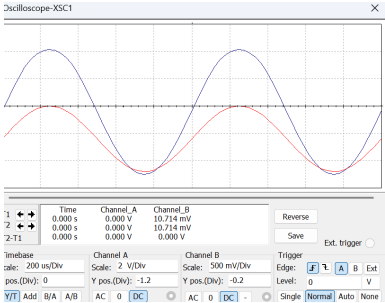 Oscilloscope-XSC1
Time Channel_A Channel_B
T1 0.000 s 0.000 V 10.714 mV
T2 0.000 s 0.000 V 10.714 mV
T2-T1 0.000 s 0.000 V 0.000 V
Reverse
Save
Ext. trigger
Timebase Channel A Channel B Trigger
Scale: 200 us/Div Scale: 2 V/Div Scale: 500 mV/Div Edge: A B Ext
X pos.(Div): 0 Y pos.(Div): -1.2 Y pos.(Div): -0.2 Level: 0 V
Y/T Add B/A A/B AC 0 DC AC 0 DC - Single Normal Auto None